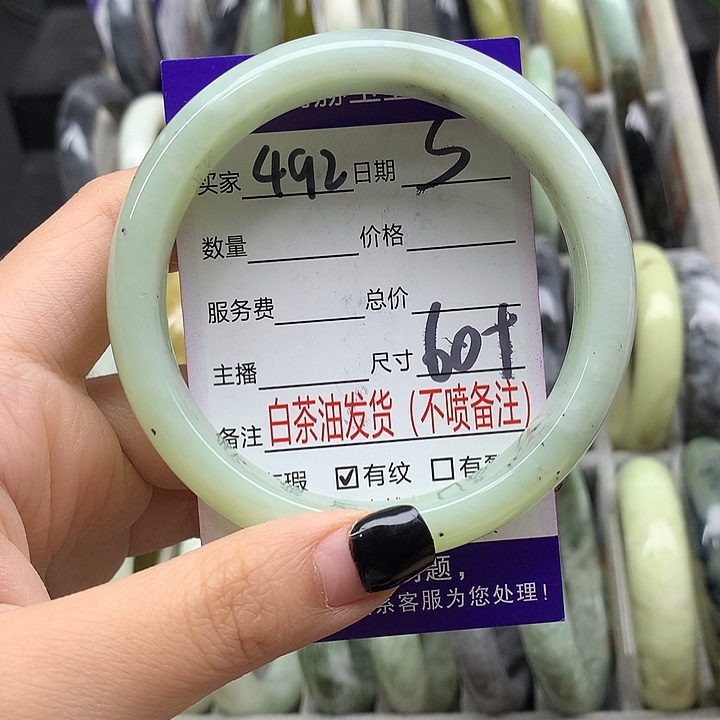 买家 492 日期 5
数量 价格
服务费 总价
主播 尺寸 60+
备注 白茶油发货（不喷备注）
瑕 ☑有纹 ☐有
题，
系客服为您处理！